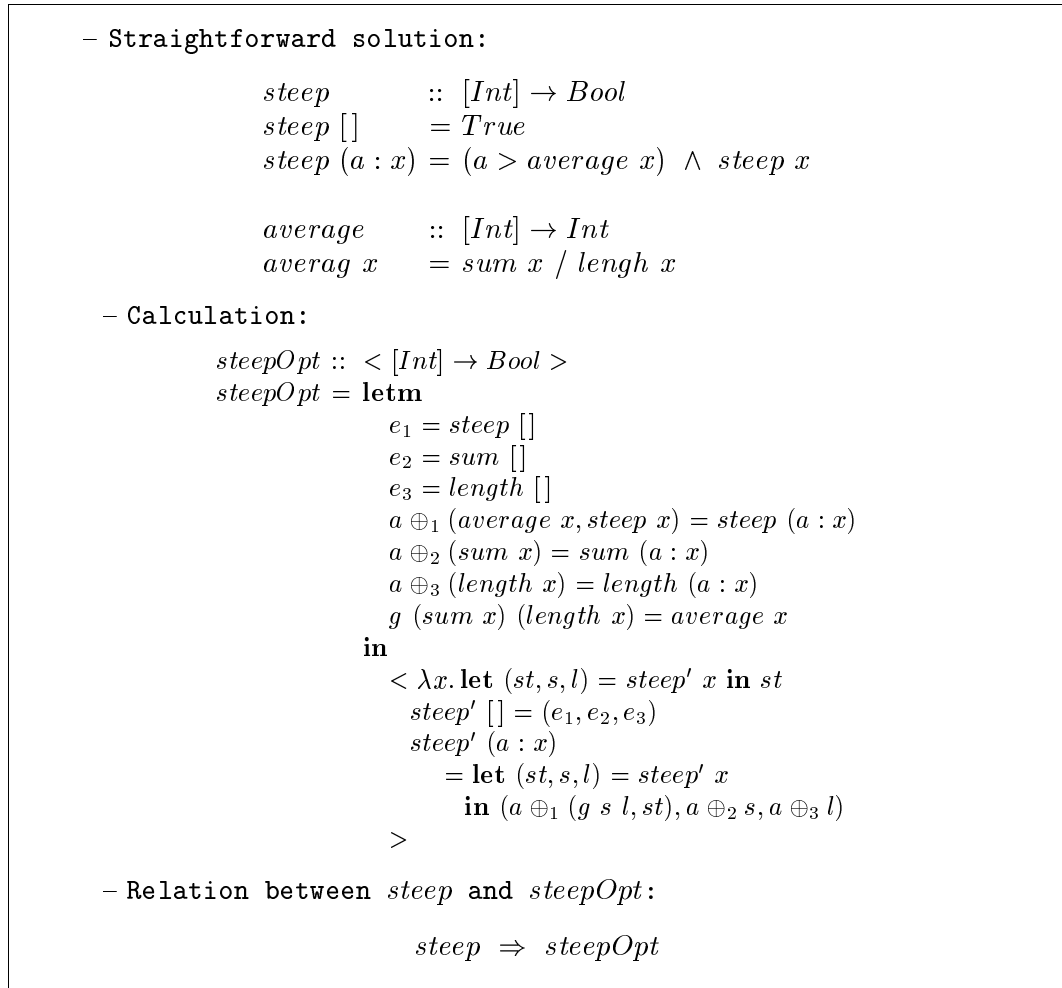 – Straightforward solution:
steep :: [Int] → Bool
steep [] = True
steep (a : x) = (a > average x) ∧ steep x
average :: [Int] → Int
averag x = sum x / lengh x
– Calculation:
steepOpt :: < [Int] → Bool >
steepOpt = letm
e₁ = steep []
e₂ = sum []
e₃ = length []
a ⊕₁ (average x, steep x) = steep (a : x)
a ⊕₂ (sum x) = sum (a : x)
a ⊕₃ (length x) = length (a : x)
g (sum x) (length x) = average x
in
< λx. let (st, s, l) = steep′ x in st
steep′ [] = (e₁, e₂, e₃)
steep′ (a : x)
= let (st, s, l) = steep′ x
in (a ⊕₁ (g s l, st), a ⊕₂ s, a ⊕₃ l)
>
– Relation between steep and steepOpt:
steep ⇒ steepOpt